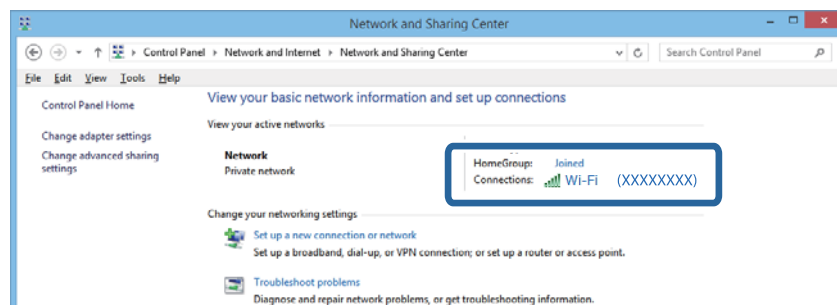 Network and Sharing Center
Control Panel Network and Internet Network and Sharing Center Search Control Panel
File Edit View Tools Help
Control Panel Home
Change adapter settings
Change advanced sharing
settings
View your basic network information and set up connections
View your active networks
Network
Private network
HomeGroup: Joined
Connections: Wi-Fi (XXXXXXXX)
Change your networking settings
Set up a new connection or network
Set up a broadband, dial-up, or VPN connection; or set up a router or access point.
Troubleshoot problems
Diagnose and repair network problems, or get troubleshooting information.